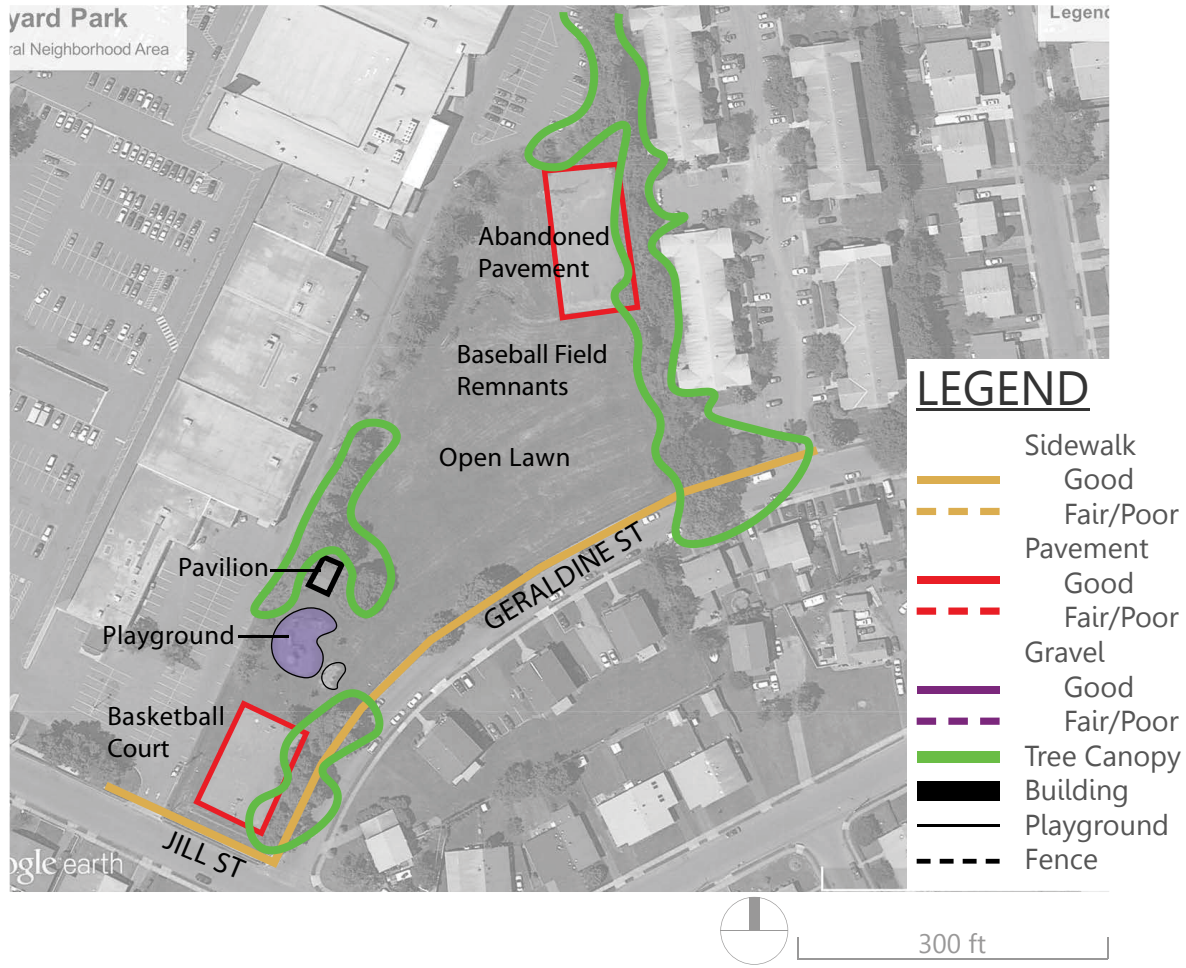 yard Park
ral Neighborhood Area
Legend
Abandoned
Pavement
Baseball Field
Remnants
Open Lawn
Pavilion
Playground
GERALDINE ST
Basketball
Court
JILL ST
ogle earth
LEGEND
Sidewalk
Good
Fair/Poor
Pavement
Good
Fair/Poor
Gravel
Good
Fair/Poor
Tree Canopy
Building
Playground
Fence
300 ft